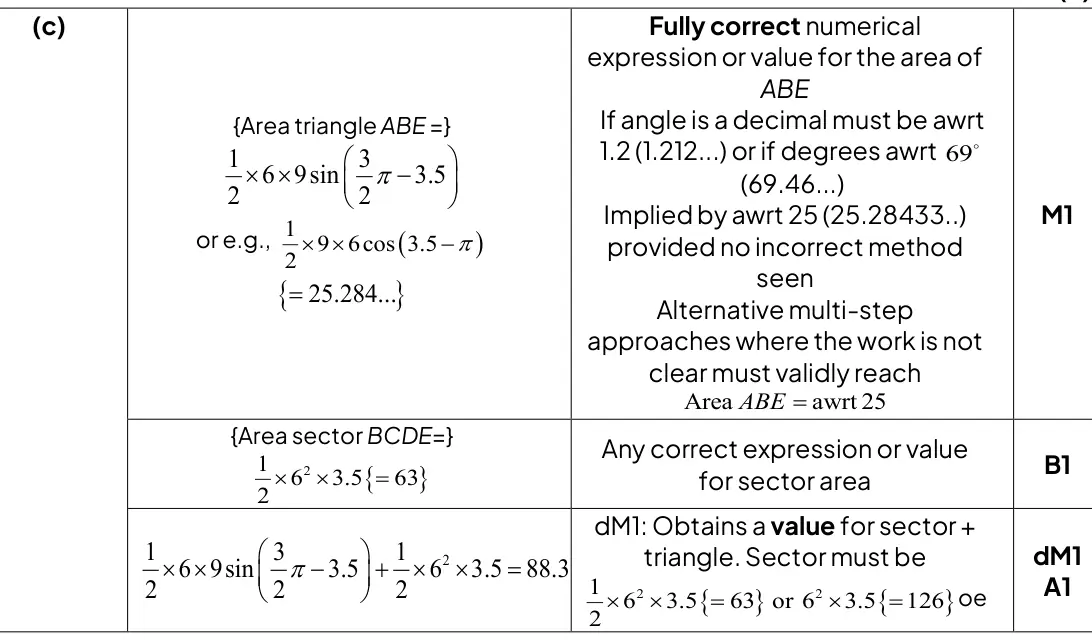 (c)
{Area triangle ABE =}
1/2 × 6 × 9 sin(3/2 π − 3.5)
or e.g., 1/2 × 9 × 6 cos(3.5 − π)
{= 25.284...}
Fully correct numerical
expression or value for the area of
ABE
If angle is a decimal must be awrt
1.2 (1.212...) or if degrees awrt 69°
(69.46...)
Implied by awrt 25 (25.28433..)
provided no incorrect method
seen
Alternative multi-step
approaches where the work is not
clear must validly reach
Area ABE = awrt 25
M1
{Area sector BCDE=}
1/2 × 6² × 3.5 {= 63}
Any correct expression or value
for sector area
B1
1/2 × 6 × 9 sin(3/2 π − 3.5) + 1/2 × 6² × 3.5 = 88.3
dM1: Obtains a value for sector +
triangle. Sector must be
1/2 × 6² × 3.5 {= 63} or 6² × 3.5 {= 126} oe
dM1
A1